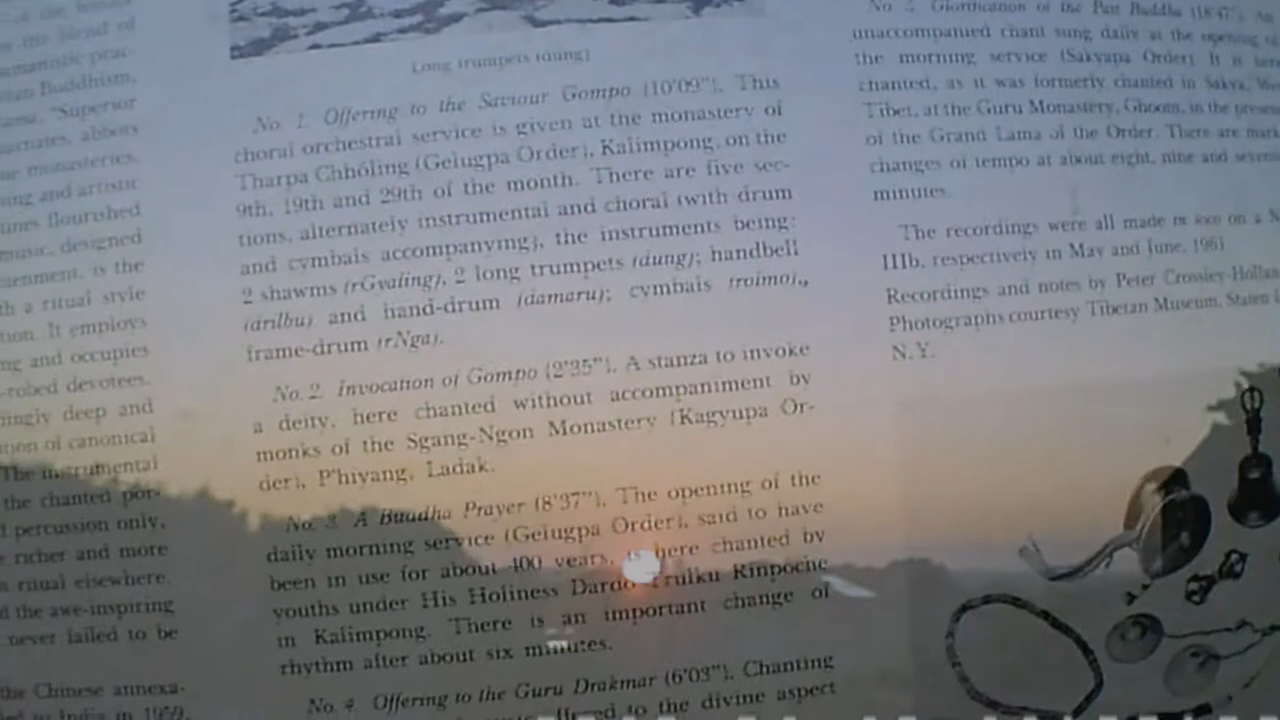 the blend of
Buddhism,
"Superior
abbots
monasteries,
and artistic
flourished
music, designed
is the
a ritual style
It employs
and occupies
-robed devotees.
deep and
of canonical
The instrumental
the chanted por-
percussion only,
richer and more
ritual elsewhere.
the awe-inspiring
never failed to be
the Chinese annexa-
to India in 1959,
Long trumpets (dung)
No. 1. Offering to the Saviour Gompo (10'09"). This
choral orchestral service is given at the monastery of
Tharpa Chhöling (Gelugpa Order), Kalimpong, on the
9th, 19th and 29th of the month. There are five sec-
tions, alternately instrumental and choral (with drum
and cymbals accompanying), the instruments being:
2 shawms (rGyaling), 2 long trumpets (dung); handbell
(drilbu) and hand-drum (damaru); cymbals (rolmo),
frame-drum (rNga).
No. 2. Invocation of Gompo (2'35"). A stanza to invoke
a deity, here chanted without accompaniment by
monks of the Sgang-Ngon Monastery (Kagyupa Or-
der), P'hiyang, Ladak.
No. 3. A Buddha Prayer (8'37"). The opening of the
daily morning service (Gelugpa Order), said to have
been in use for about 400 years, is here chanted by
youths under His Holiness Dardo Trulku Rinpoche
in Kalimpong. There is an important change of
rhythm after about six minutes.
No. 4. Offering to the Guru Drakmar (6'03"). Chanting
to the divine aspect
Glorification of the Past Buddha
unaccompanied chant sung daily at the opening
the morning service (Sakyapa Order). It is here
chanted, as it was formerly chanted in Sakya,
Tibet, at the Guru Monastery, Ghoom, in the
of the Grand Lama of the Order. There are
changes of tempo at about eight, nine and
minutes.
The recordings were all made in loco on a
IIIb, respectively in May and June, 1961.
Recordings and notes by Peter
Photographs courtesy Tibetan Museum, Staten
N.Y.